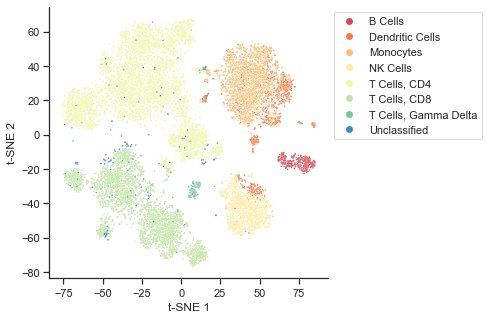 B Cells
Dendritic Cells
Monocytes
NK Cells
T Cells, CD4
T Cells, CD8
T Cells, Gamma Delta
Unclassified
t-SNE 2
60
40
20
0
−20
−40
−60
−80
−75 −50 −25 0 25 50 75
t-SNE 1